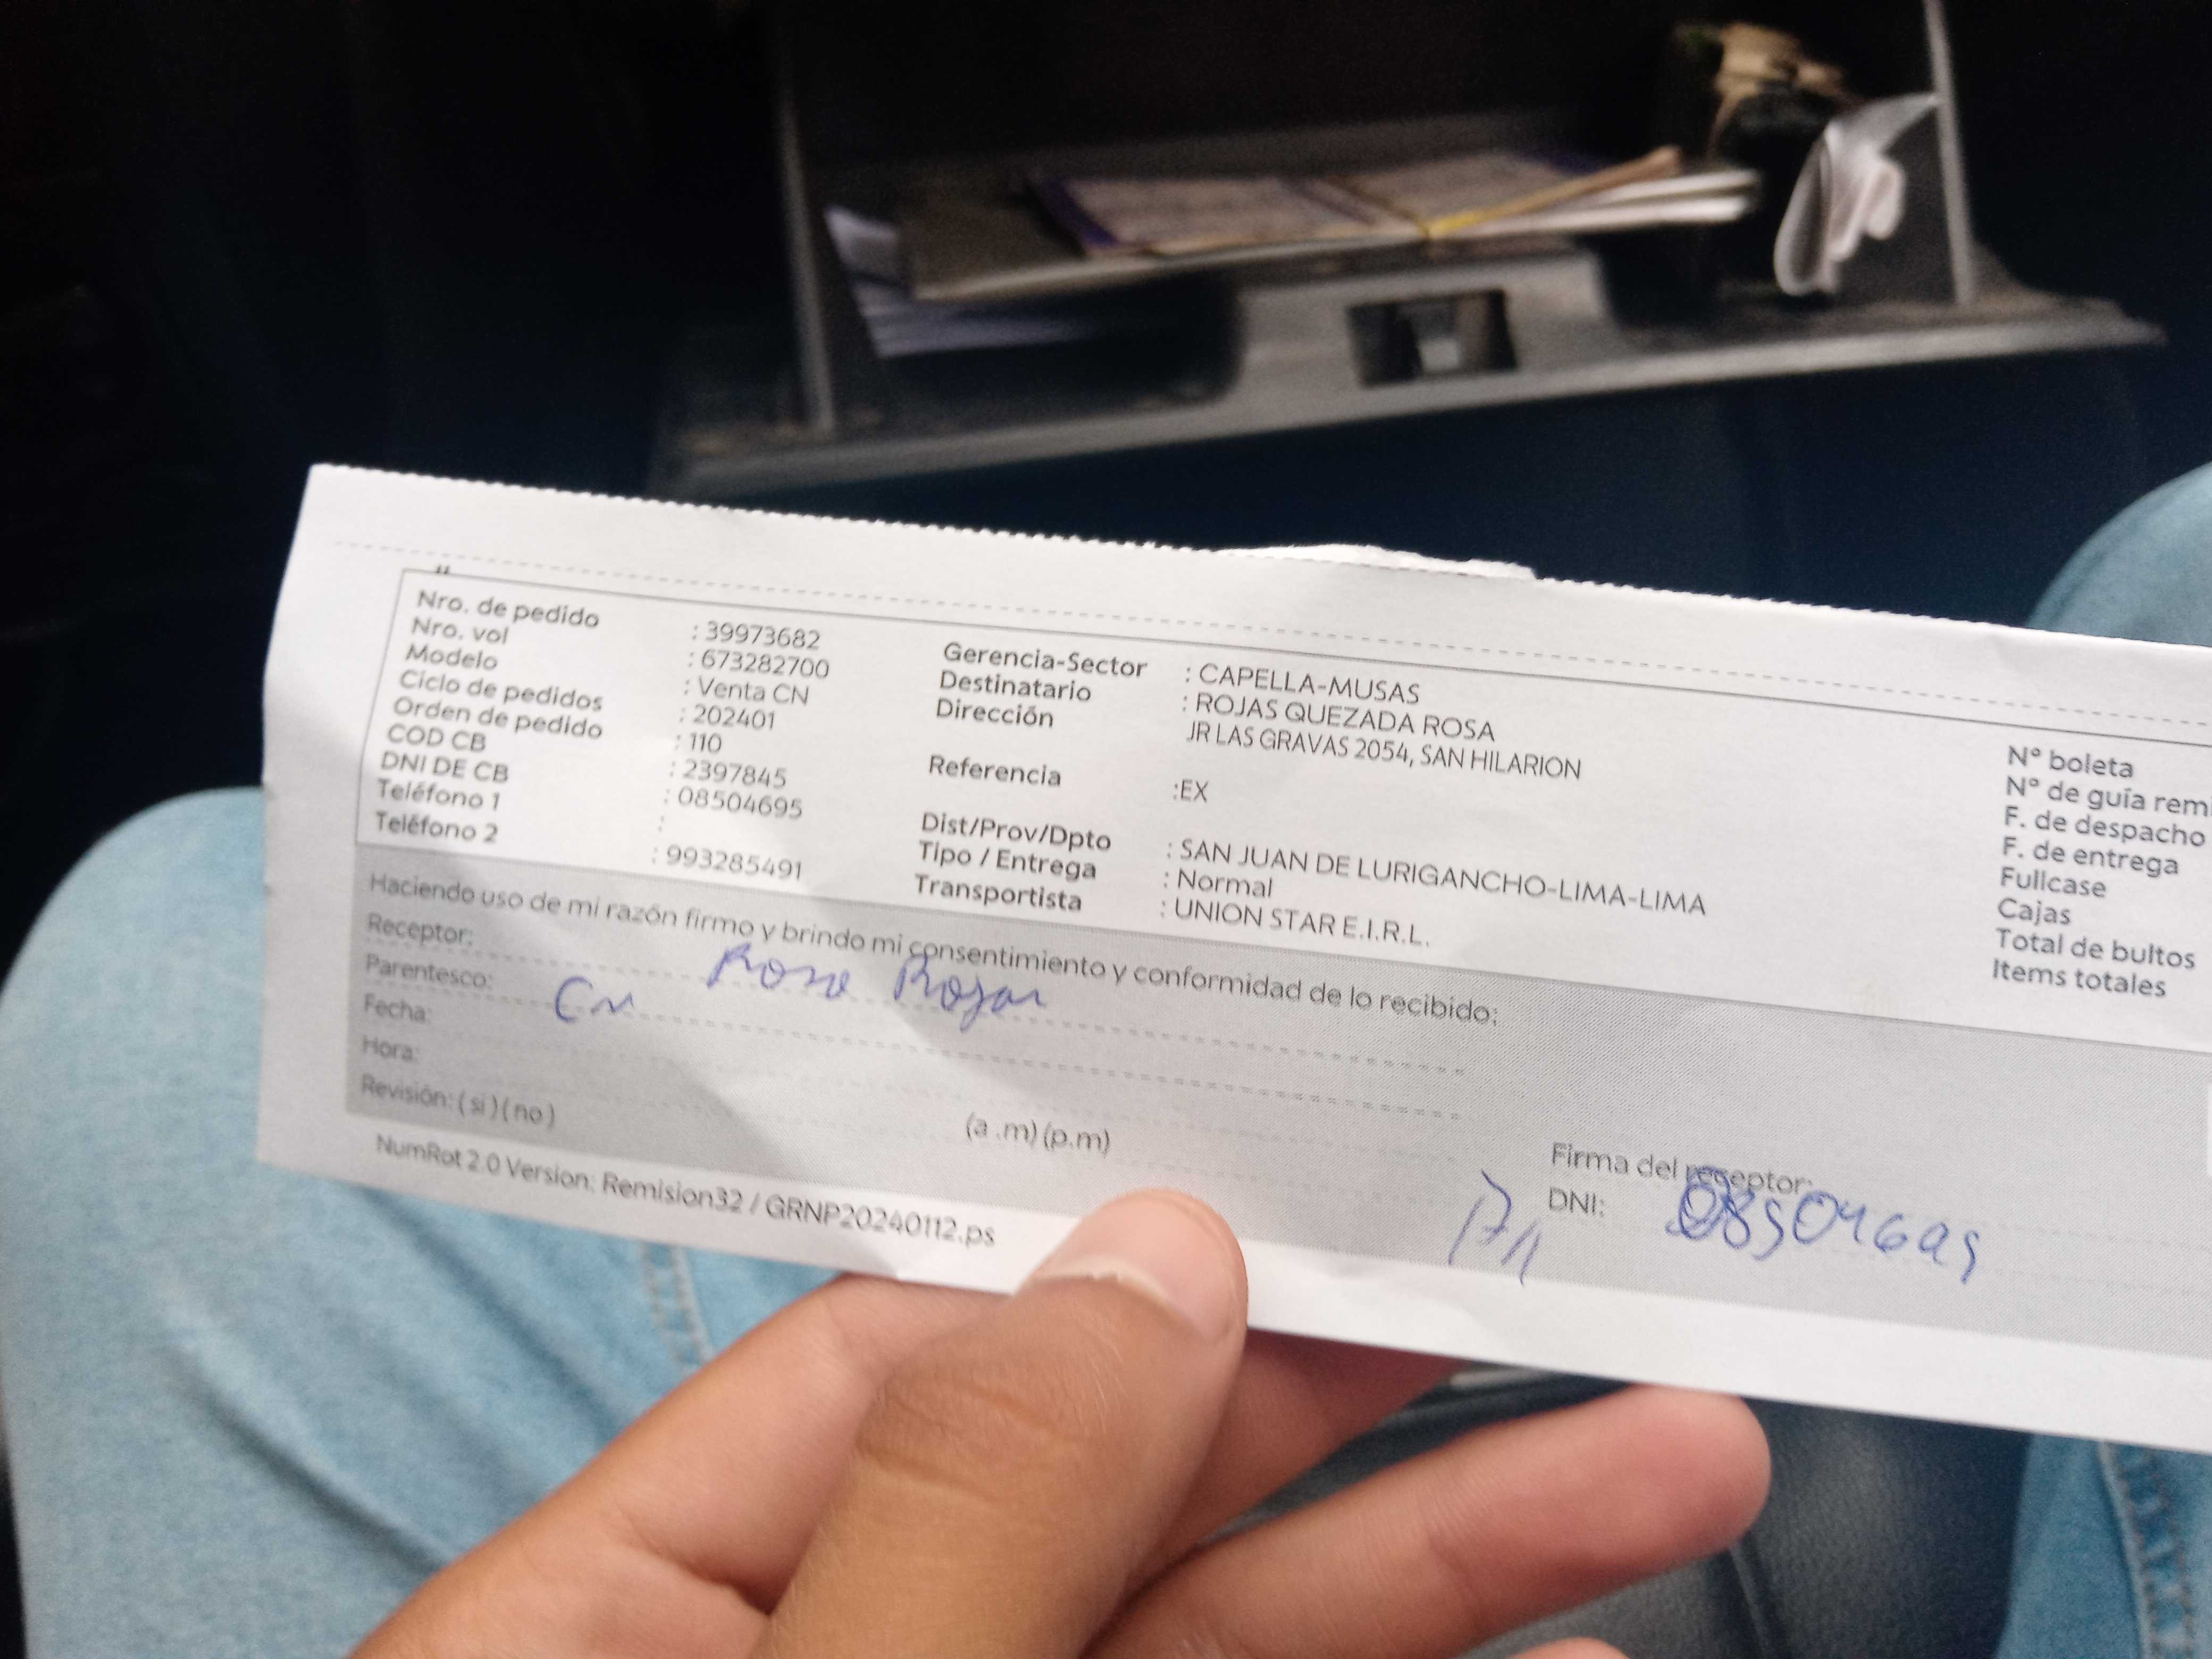 Nro. de pedido : 39973682
Nro. vol : 673282700
Modelo : Venta CN
Ciclo de pedidos : 202401
Orden de pedido : 110
COD CB : 2397845
DNI DE CB : 08504695
Teléfono 1 :
Teléfono 2 : 993285491
Gerencia-Sector : CAPELLA-MUSAS
Destinatario : ROJAS QUEZADA ROSA
Dirección JR LAS GRAVAS 2054, SAN HILARION
Referencia :EX
Dist/Prov/Dpto : SAN JUAN DE LURIGANCHO-LIMA-LIMA
Tipo / Entrega : Normal
Transportista : UNION STAR E.I.R.L.
N° boleta
N° de guía remi
F. de despacho
F. de entrega
Fullcase
Cajas
Total de bultos
Items totales
Haciendo uso de mi razón firmo y brindo mi consentimiento y conformidad de lo recibido:
Receptor: Rosa Rojas
Parentesco: CN
Fecha:
Hora: (a .m) (p.m)
Revisión: ( si ) ( no )
Firma del receptor:
DNI: 08504695
NumRot 2.0 Version: Remision32 / GRNP20240112.ps